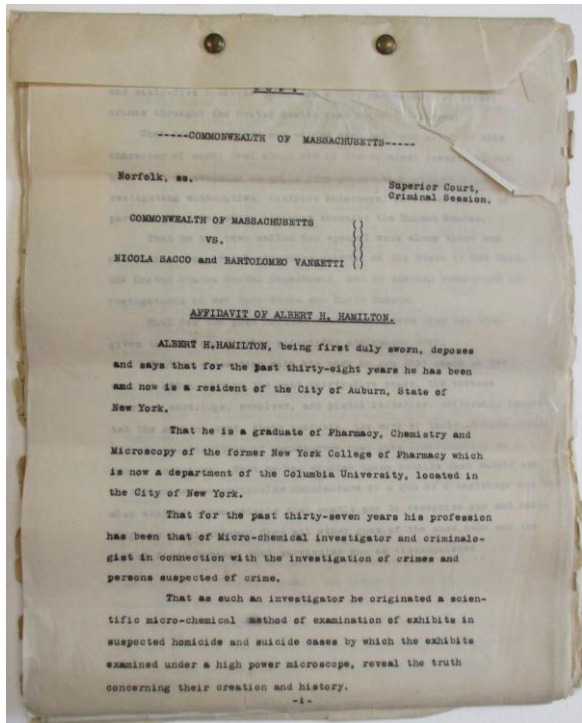 -----COMMONWEALTH OF MASSACHUSETTS-----
Norfolk, ss.
Superior Court,
Criminal Session,
COMMONWEALTH OF MASSACHUSETTS
VS.
NICOLA SACCO and BARTOLOMEO VANZETTI
AFFIDAVIT OF ALBERT H. HAMILTON.
ALBERT H.HAMILTON, being first duly sworn, deposes
and says that for the past thirty-eight years he has been
and now is a resident of the City of Auburn, State of
New York.
That he is a graduate of Pharmacy, Chemistry and
Microscopy of the former New York College of Pharmacy which
is now a department of the Columbia University, located in
the City of New York.
That for the past thirty-seven years his profession
has been that of Micro-chemical investigator and criminalo-
gist in connection with the investigation of crimes and
persons suspected of crime.
That as such an investigator he originated a scien-
tific micro-chemical method of examination of exhibits in
suspected homicide and suicide cases by which the exhibits
examined under a high power microscope, reveal the truth
concerning their creation and history.
-1-